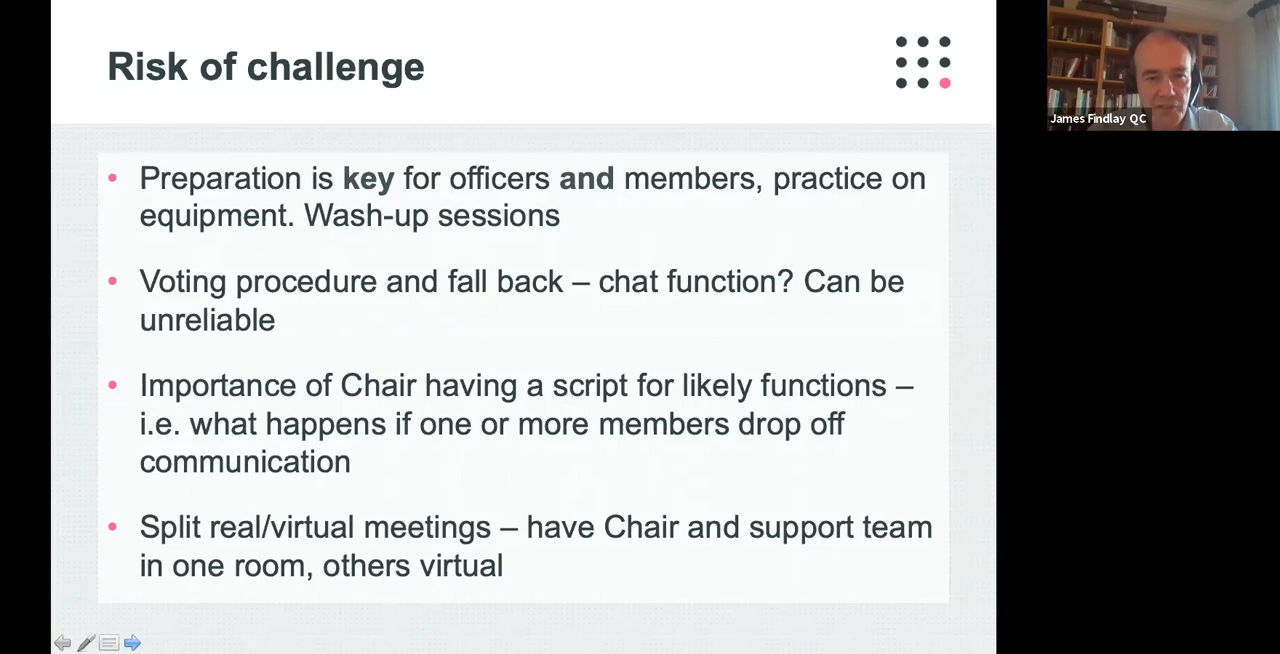 Risk of challenge
James Findlay QC
• Preparation is key for officers and members, practice on
equipment. Wash-up sessions
• Voting procedure and fall back – chat function? Can be
unreliable
• Importance of Chair having a script for likely functions –
i.e. what happens if one or more members drop off
communication
• Split real/virtual meetings – have Chair and support team
in one room, others virtual